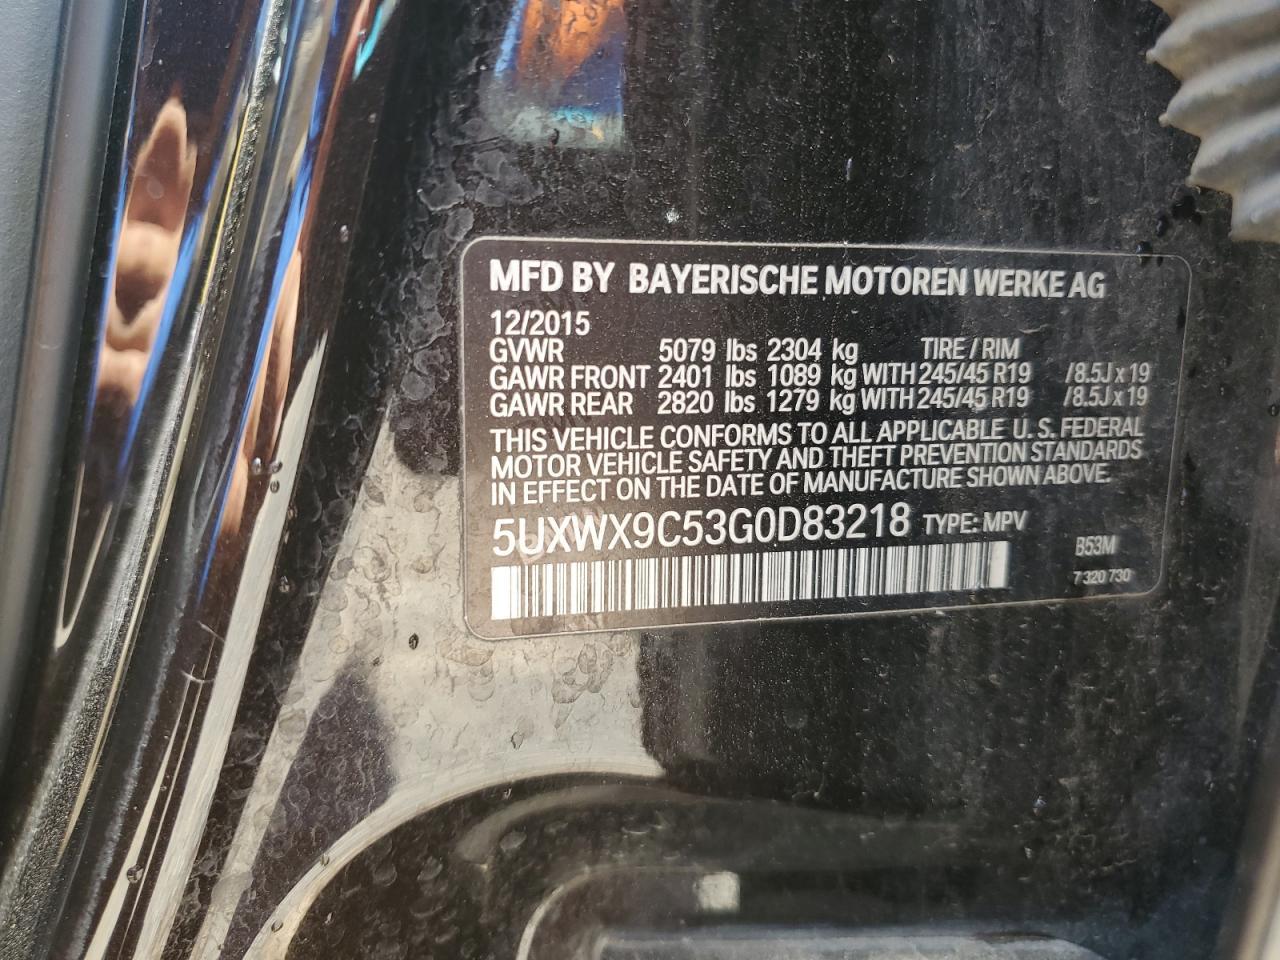 MFD BY BAYERISCHE MOTOREN WERKE AG
12/2015
GVWR 5079 lbs 2304 kg TIRE / RIM
GAWR FRONT 2401 lbs 1089 kg WITH 245/45 R19 /8.5J x 19
GAWR REAR 2820 lbs 1279 kg WITH 245/45 R19 /8.5J x 19
THIS VEHICLE CONFORMS TO ALL APPLICABLE U. S. FEDERAL
MOTOR VEHICLE SAFETY AND THEFT PREVENTION STANDARDS
IN EFFECT ON THE DATE OF MANUFACTURE SHOWN ABOVE.
5UXWX9C53G0D83218 TYPE: MPV
B53M
7 320 730